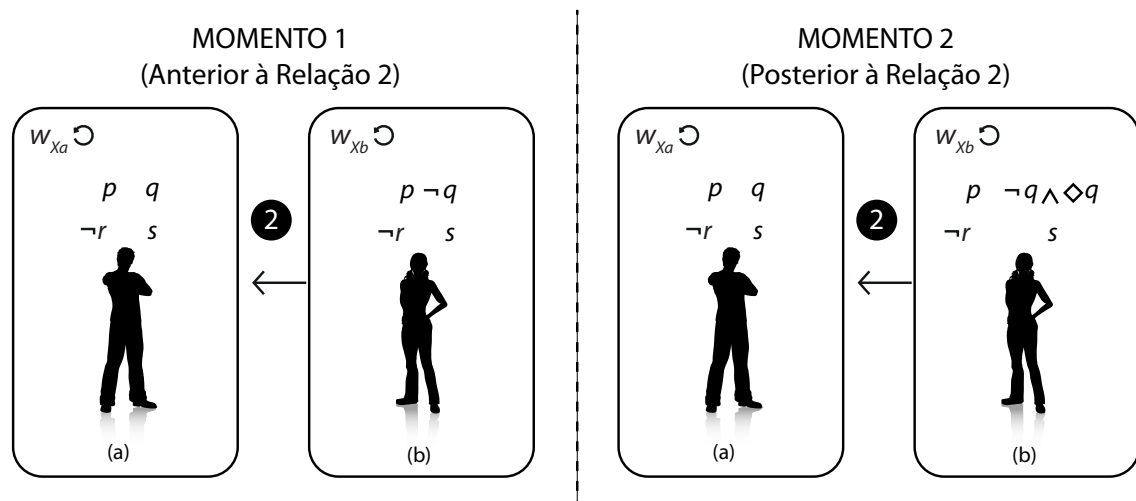 MOMENTO 1
(Anterior à Relação 2)
w_Xa
p q
¬r s
(a)
2
w_Xb
p ¬q
¬r s
(b)
MOMENTO 2
(Posterior à Relação 2)
w_Xa
p q
¬r s
(a)
2
w_Xb
p ¬q∧◇q
¬r s
(b)